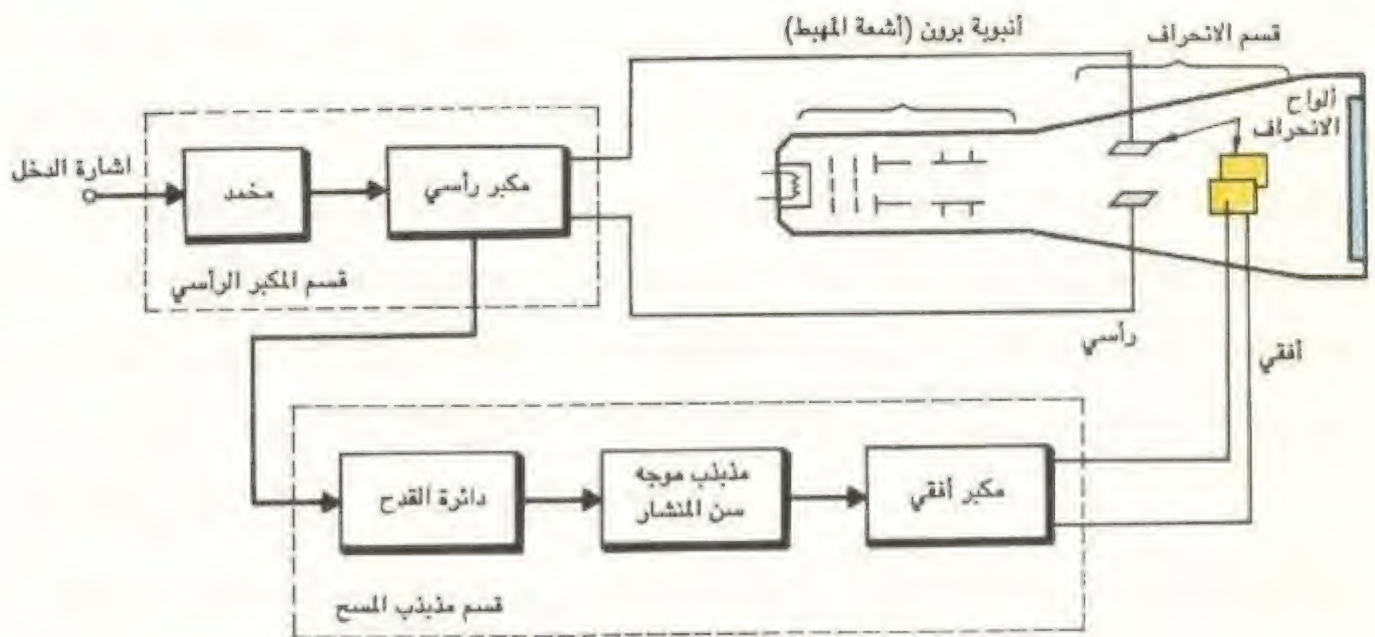 أنبوبة برون (أشعة المهبط)
قسم الانحراف
ألواح
الانحراف
اشارة الدخل
مخمد
مكبر رأسي
قسم المكبر الرأسي
رأسي
أفقي
دائرة القدح
مذبذب موجه
سن المنشار
مكبر أفقي
قسم مذبذب المسح